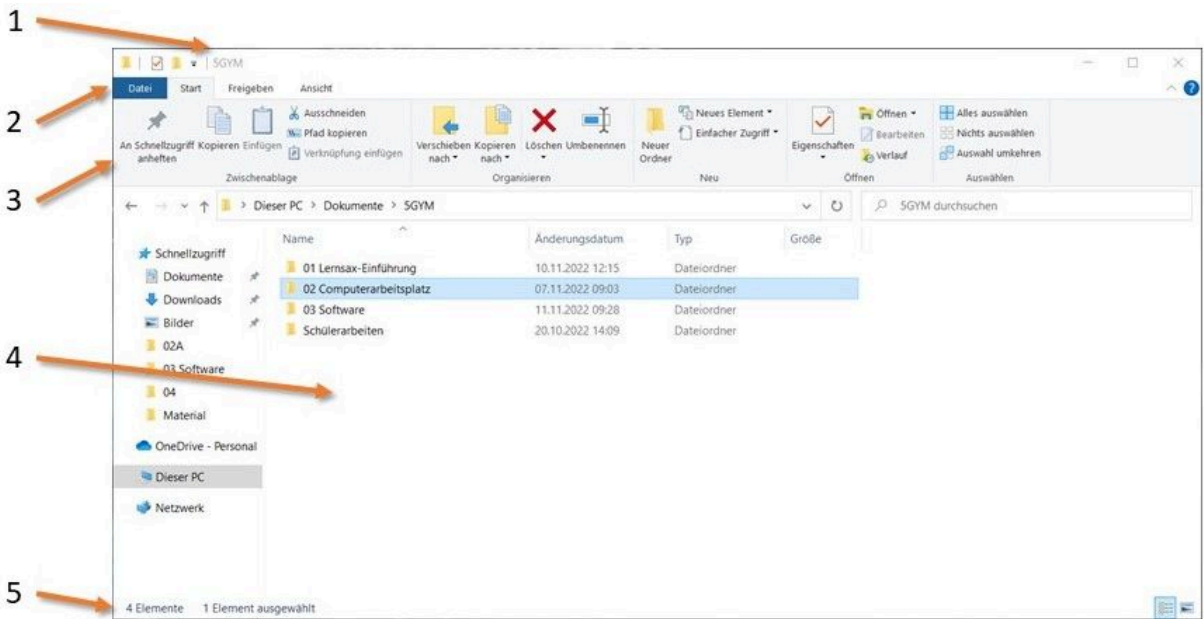 1
5GYM
2
Datei Start Freigeben Ansicht
3
An Schnellzugriff anheften
Kopieren
Einfügen
Ausschneiden
Pfad kopieren
Verknüpfung einfügen
Zwischenablage
Verschieben nach
Kopieren nach
Löschen
Umbenennen
Organisieren
Neuer Ordner
Neues Element
Einfacher Zugriff
Neu
Eigenschaften
Öffnen
Bearbeiten
Verlauf
Öffnen
Alles auswählen
Nichts auswählen
Auswahl umkehren
Auswählen
Dieser PC > Dokumente > 5GYM
5GYM durchsuchen
Schnellzugriff
Dokumente
Downloads
Bilder
02A
03 Software
04
Material
OneDrive - Personal
Dieser PC
Netzwerk
Name Änderungsdatum Typ Größe
01 Lernsax-Einführung 10.11.2022 12:15 Dateiordner
02 Computerarbeitsplatz 07.11.2022 09:03 Dateiordner
03 Software 11.11.2022 09:28 Dateiordner
Schülerarbeiten 20.10.2022 14:09 Dateiordner
4
5
4 Elemente 1 Element ausgewählt